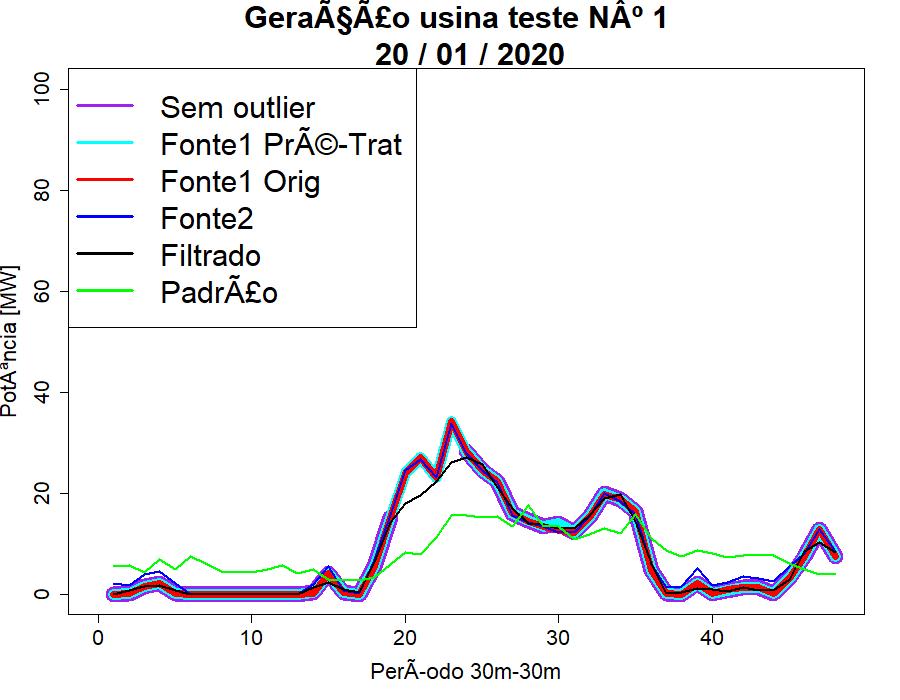 GeraÃ§Ã£o usina teste NÂº 1
20 / 01 / 2020
Sem outlier
Fonte1 PrÃ©-Trat
Fonte1 Orig
Fonte2
Filtrado
PadrÃ£o
PotÃªncia [MW]
100
80
60
40
20
0
0 10 20 30 40
PerÃ-odo 30m-30m